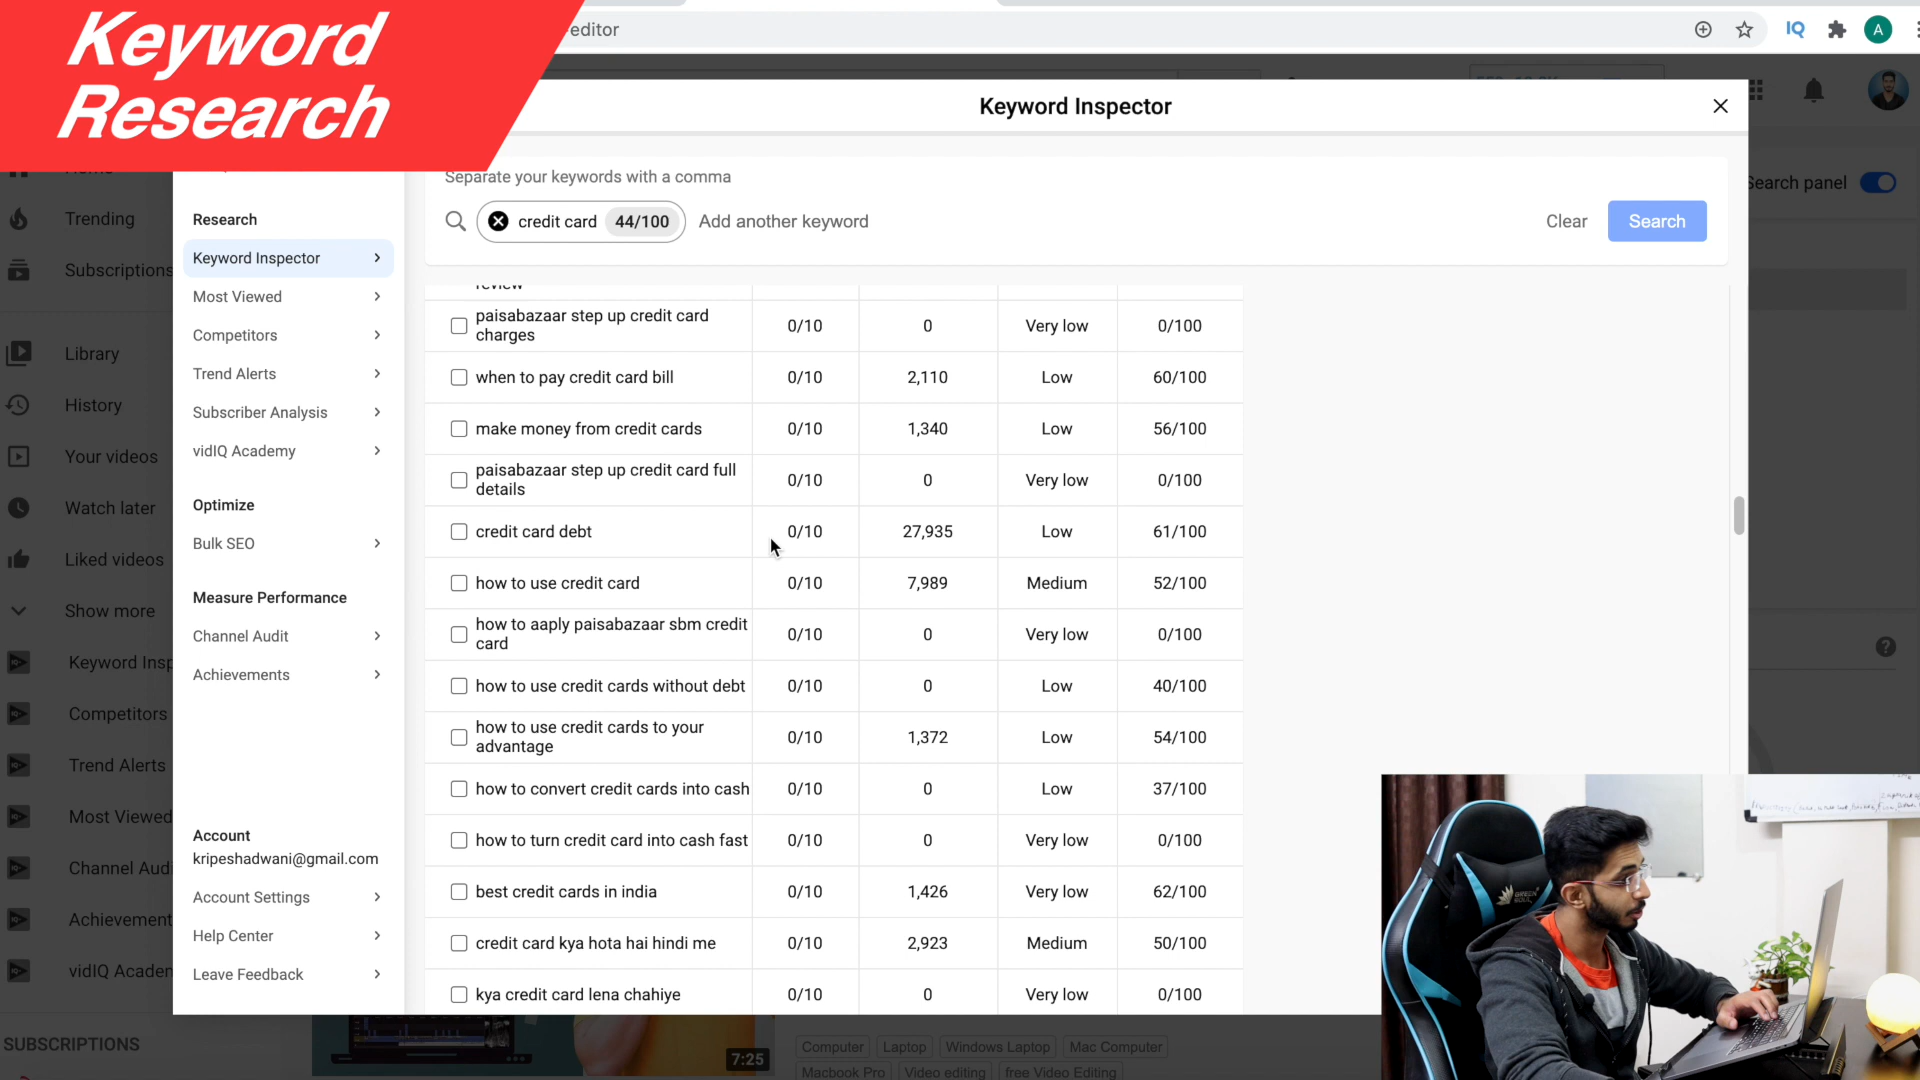 Keyword
Research
-editor
IQ
A
Keyword Inspector
Separate your keywords with a comma
credit card 44/100 Add another keyword
Clear
Search
Search panel
Trending
Subscriptions
Library
History
Your videos
Watch later
Liked videos
Show more
Keyword Insp
Competitors
Trend Alerts
Most Viewed
Channel Audi
Achievement
vidIQ Academ
SUBSCRIPTIONS
Research
Keyword Inspector
Most Viewed
Competitors
Trend Alerts
Subscriber Analysis
vidIQ Academy
Optimize
Bulk SEO
Measure Performance
Channel Audit
Achievements
Account
kripeshadwani@gmail.com
Account Settings
Help Center
Leave Feedback
review
paisabazaar step up credit card
charges 0/10 0 Very low 0/100
when to pay credit card bill 0/10 2,110 Low 60/100
make money from credit cards 0/10 1,340 Low 56/100
paisabazaar step up credit card full
details 0/10 0 Very low 0/100
credit card debt 0/10 27,935 Low 61/100
how to use credit card 0/10 7,989 Medium 52/100
how to aaply paisabazaar sbm credit
card 0/10 0 Very low 0/100
how to use credit cards without debt 0/10 0 Low 40/100
how to use credit cards to your
advantage 0/10 1,372 Low 54/100
how to convert credit cards into cash 0/10 0 Low 37/100
how to turn credit card into cash fast 0/10 0 Very low 0/100
best credit cards in india 0/10 1,426 Very low 62/100
credit card kya hota hai hindi me 0/10 2,923 Medium 50/100
kya credit card lena chahiye 0/10 0 Very low 0/100
7:25
Computer Laptop Windows Laptop Mac Computer
Macbook Pro Video editing free Video Editing